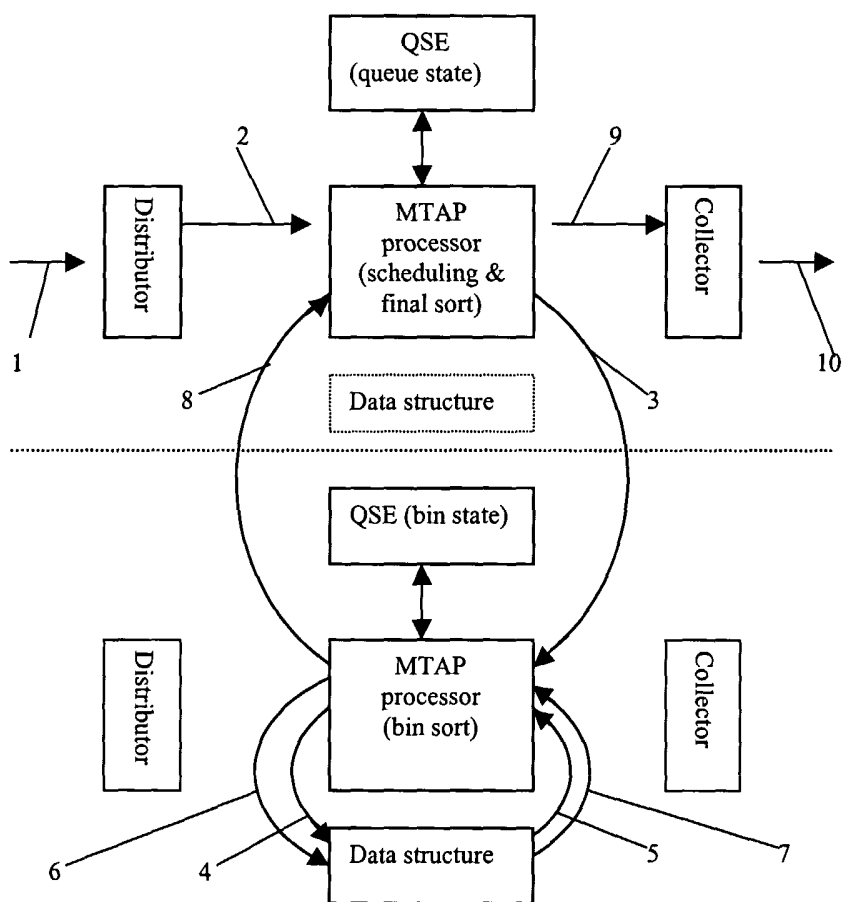 QSE
(queue state)
2
9
Distributor
MTAP
processor
(scheduling &
final sort)
Collector
1
8
3
10
Data structure
QSE (bin state)
Distributor
MTAP
processor
(bin sort)
Collector
6
4
Data structure
5
7